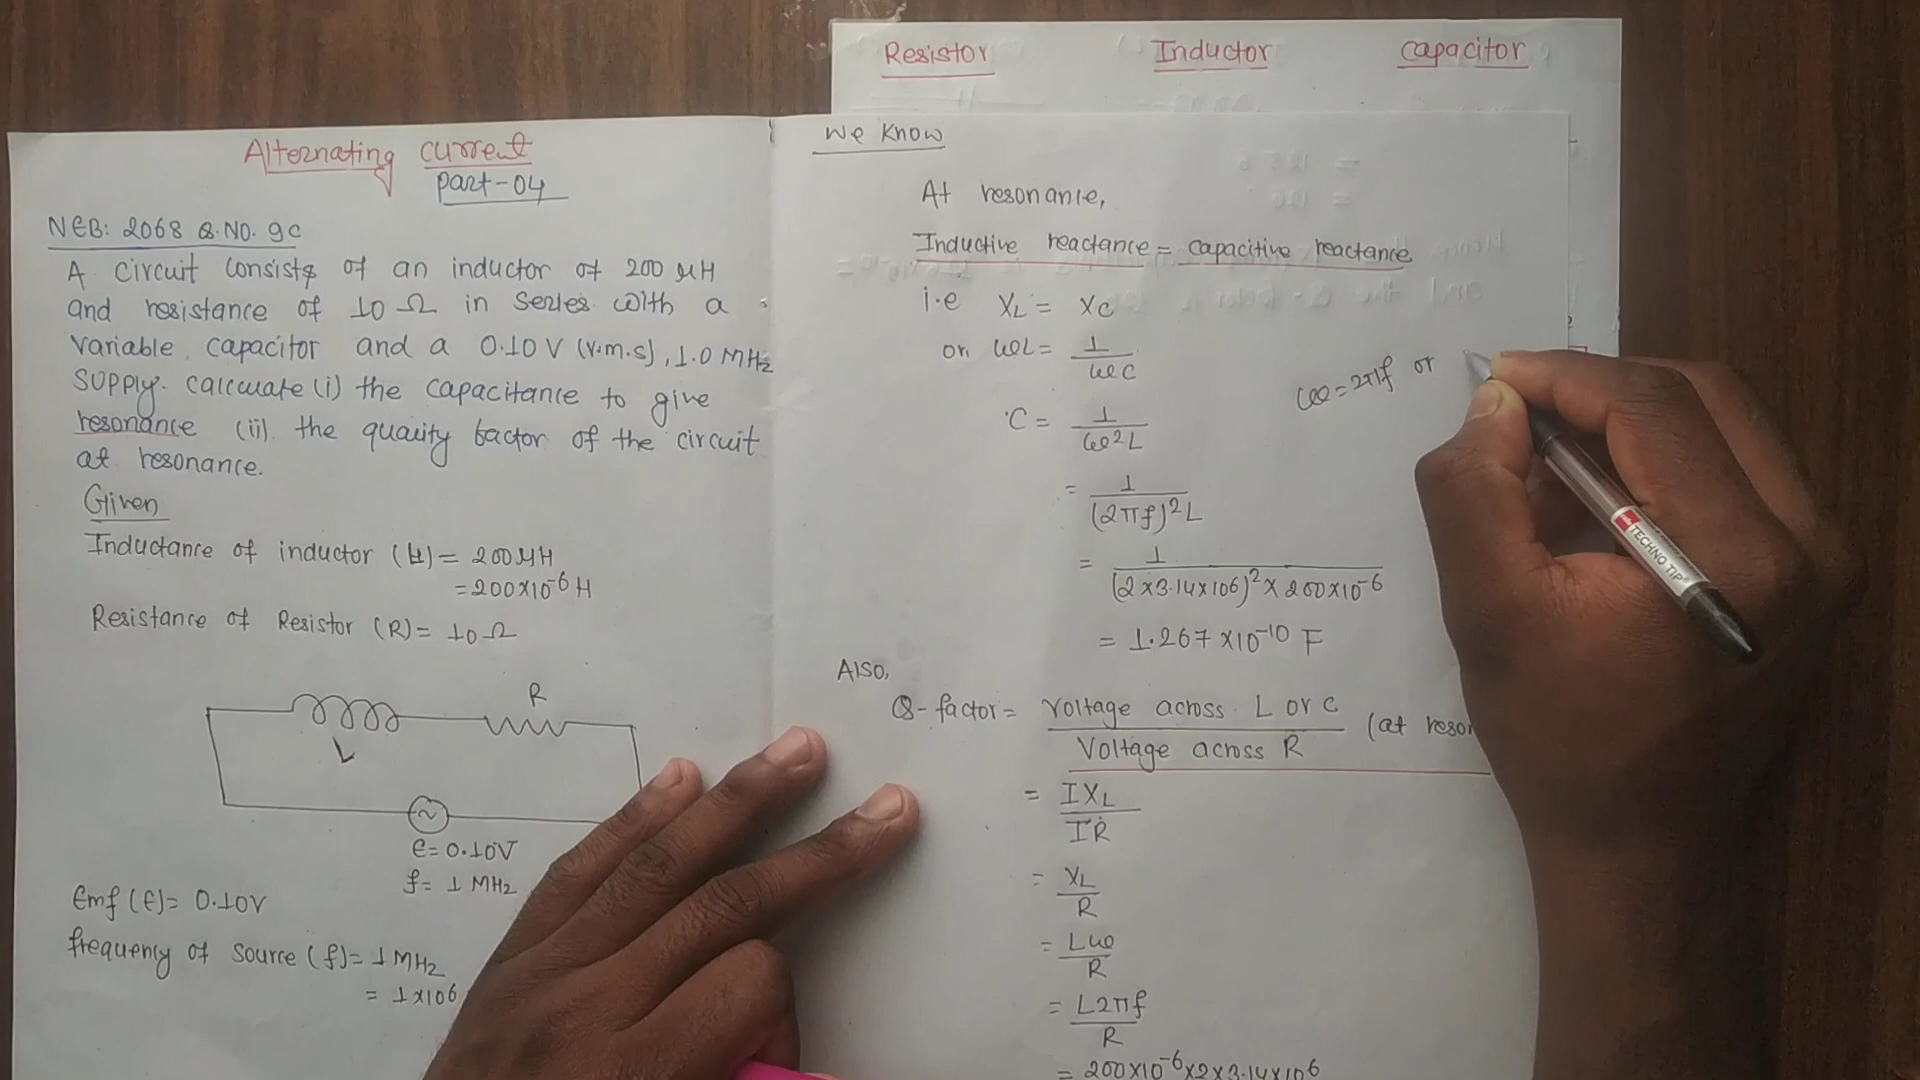 Resistor Inductor Capacitor
Alternating current
Part-04
NEB: 2068 Q.NO. 9c
A circuit consists of an inductor of 200 μH
and resistance of 10 Ω in series with a
variable capacitor and a 0.10 V (r.m.s), 1.0 MHz
supply. calculate (i) the capacitance to give
resonance (ii) the quality factor of the circuit
at resonance.
Given
Inductance of inductor (L) = 200 μH
= 200×10⁻⁶ H
Resistance of Resistor (R) = 10 Ω
R
L
~
E = 0.10V
f = 1 MHz
Emf (E) = 0.10V
frequency of source (f) = 1 MHz
= 1×10⁶
We Know
At resonance,
Inductive reactance = capacitive reactance
i.e XL = XC
or ωL = 1/ωC
ω = 2πf or
C = 1/ω²L
= 1/(2πf)²L
= 1/(2×3.14×10⁶)²×200×10⁻⁶
= 1.267×10⁻¹⁰ F
Also,
Q-factor = Voltage across L or C / Voltage across R (at
= IXL/IR
= XL/R
= Lω/R
= L2πf/R
= 200×10⁻⁶×2×3.14×10⁶
TECHNO TIP